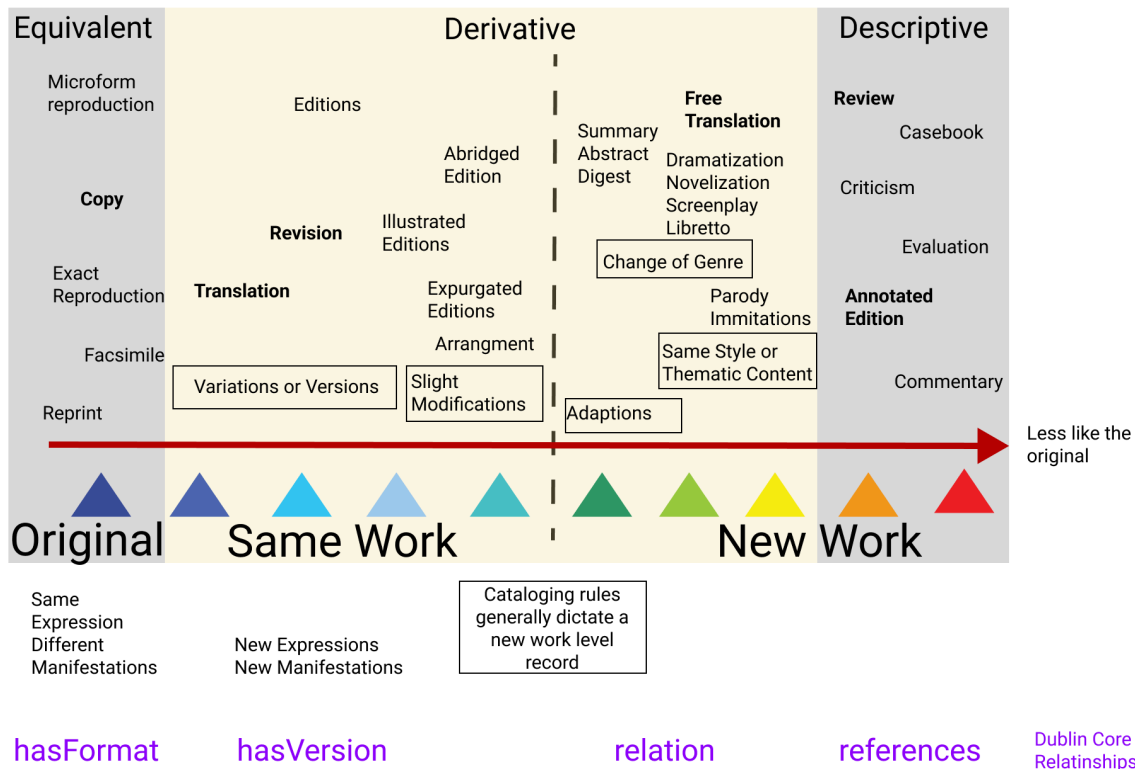 Equivalent
Derivative
Descriptive
Microform
reproduction
Copy
Exact
Reproduction
Facsimile
Reprint
Editions
Abridged
Edition
Revision
Illustrated
Editions
Translation
Expurgated
Editions
Arrangment
Variations or Versions
Slight
Modifications
Free
Translation
Summary
Abstract
Digest
Dramatization
Novelization
Screenplay
Libretto
Change of Genre
Parody
Immitations
Same Style or
Thematic Content
Adaptions
Review
Casebook
Criticism
Evaluation
Annotated
Edition
Commentary
Less like the
original
Original
Same Work
New Work
Same
Expression
Different
Manifestations
New Expressions
New Manifestations
Cataloging rules
generally dictate a
new work level
record
hasFormat
hasVersion
relation
references
Dublin Core
Relatinships